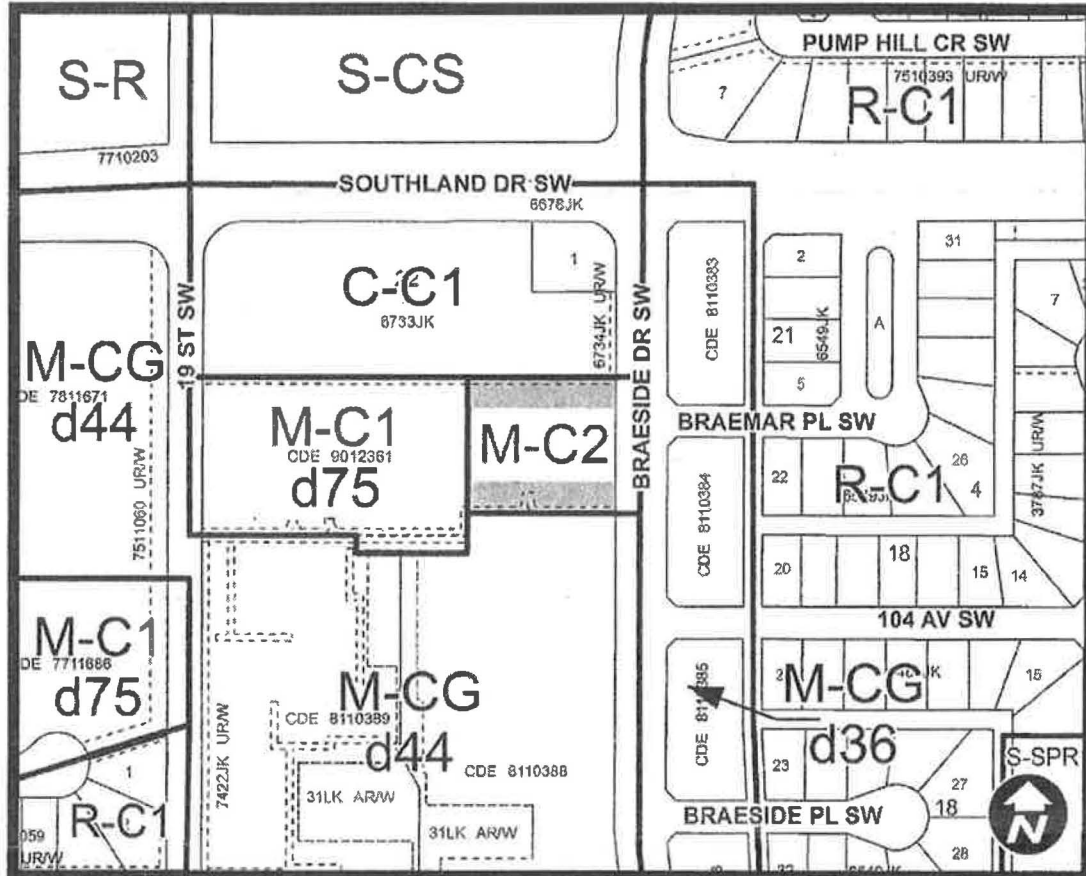 PUMP HILL CR SW
7510393 UR/W
S-R
S-CS
7
R-C1
7710203
SOUTHLAND DR SW
6678JK
19 ST SW
C-C1
6733JK
1
6734JK UR/W
BRAESIDE DR SW
CDE 8110383
2
21
6549JK
5
A
31
7
M-CG
DE 7811671
d44
7511060 UR/W
M-C1
CDE 9012361
d75
M-C2
BRAEMAR PL SW
22
R-C1
26
4
3787JK UR/W
CDE 8110384
20
18
15
14
104 AV SW
M-C1
DE 7711686
d75
1
R-C1
059
UR/W
7422JK UR/W
M-CG
CDE 8110389
d44
CDE 8110388
31LK AR/W
31LK AR/W
CDE 8110385
M-CG
d36
15
23
27
18
28
BRAESIDE PL SW
S-SPR
N